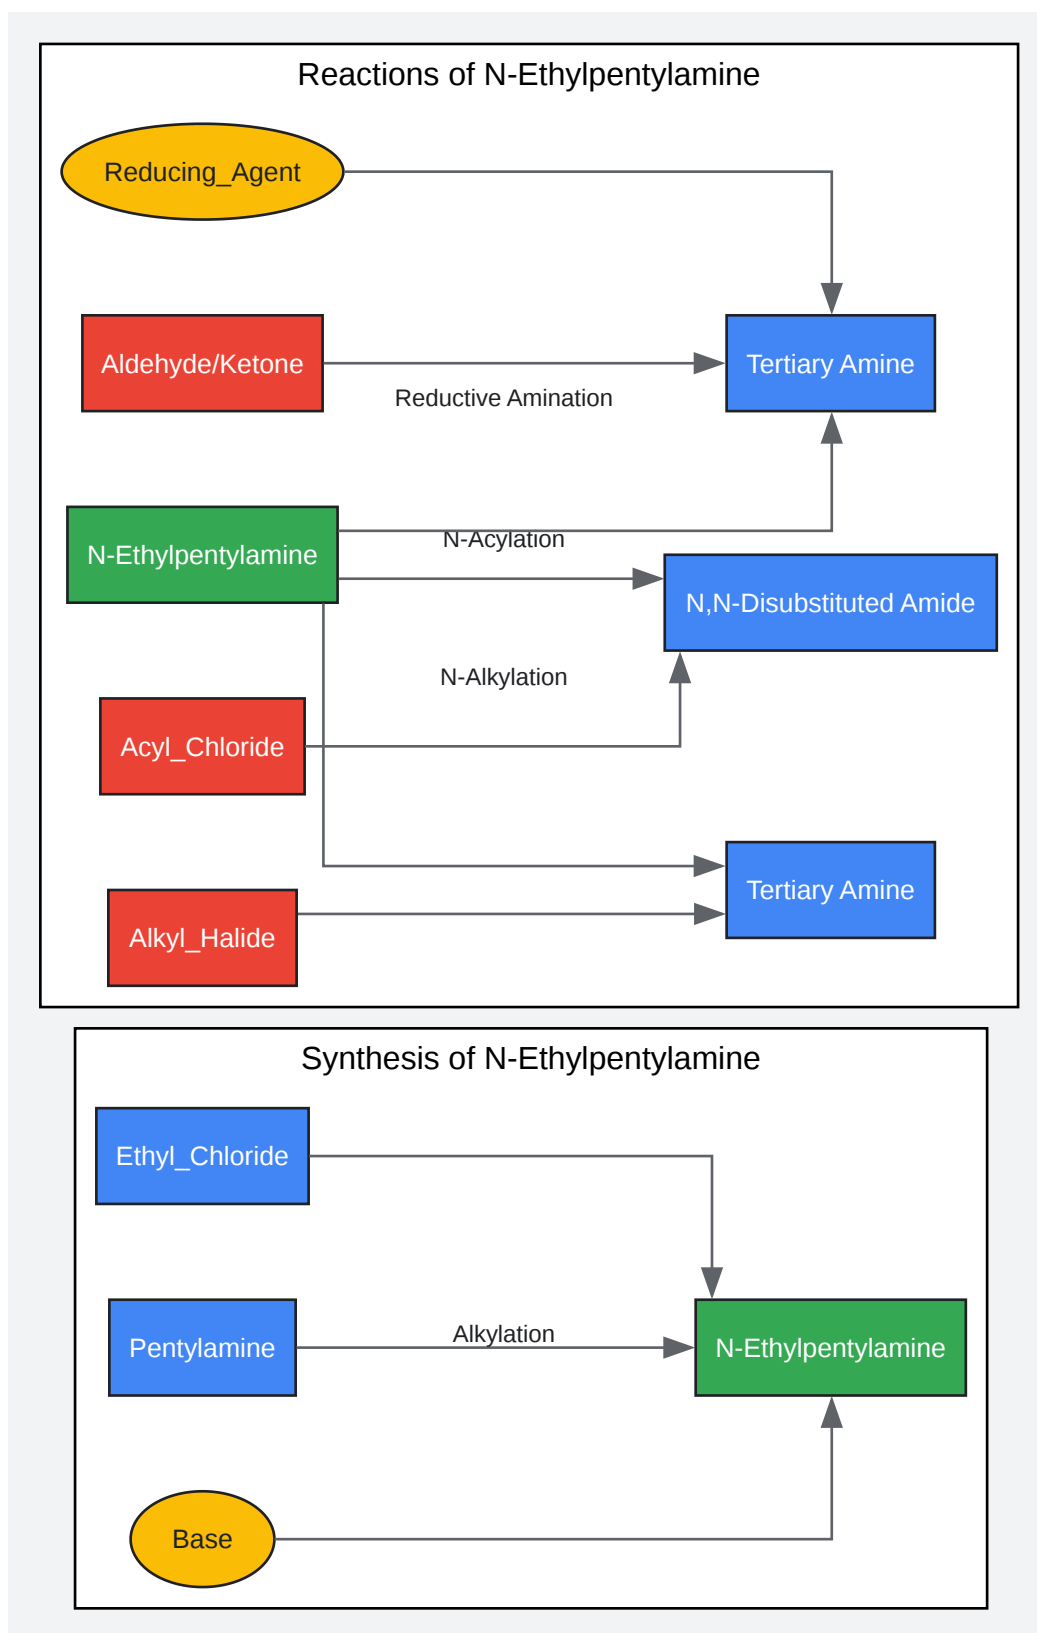 Reactions of N-Ethylpentylamine
Reducing_Agent
Aldehyde/Ketone
Tertiary Amine
Reductive Amination
N-Acylation
N-Ethylpentylamine
N,N-Disubstituted Amide
N-Alkylation
Acyl_Chloride
Tertiary Amine
Alkyl_Halide
Synthesis of N-Ethylpentylamine
Ethyl_Chloride
Alkylation
Pentylamine
N-Ethylpentylamine
Base